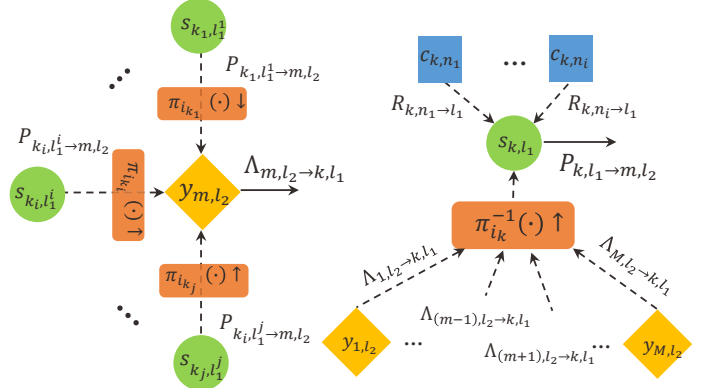 s_{k_1,l_1^1}
P_{k_1,l_1^1→m,l_2}
π_{i_{k_1}}(·)↓
P_{k_i,l_1^i→m,l_2}
s_{k_i,l_1^i}
π_{i_{k_i}}(·)↑
y_{m,l_2}
Λ_{m,l_2→k,l_1}
π_{i_{k_j}}(·)↑
P_{k_i,l_1^j→m,l_2}
s_{k_j,l_1^j}
c_{k,n_1} ... c_{k,n_i}
R_{k,n_1→l_1} R_{k,n_i→l_1}
s_{k,l_1}
P_{k,l_1→m,l_2}
π_{i_k}^{-1}(·)↑
Λ_{1,l_2→k,l_1} Λ_{M,l_2→k,l_1}
Λ_{(m−1),l_2→k,l_1}
Λ_{(m+1),l_2→k,l_1}
y_{1,l_2} ... ... y_{M,l_2}